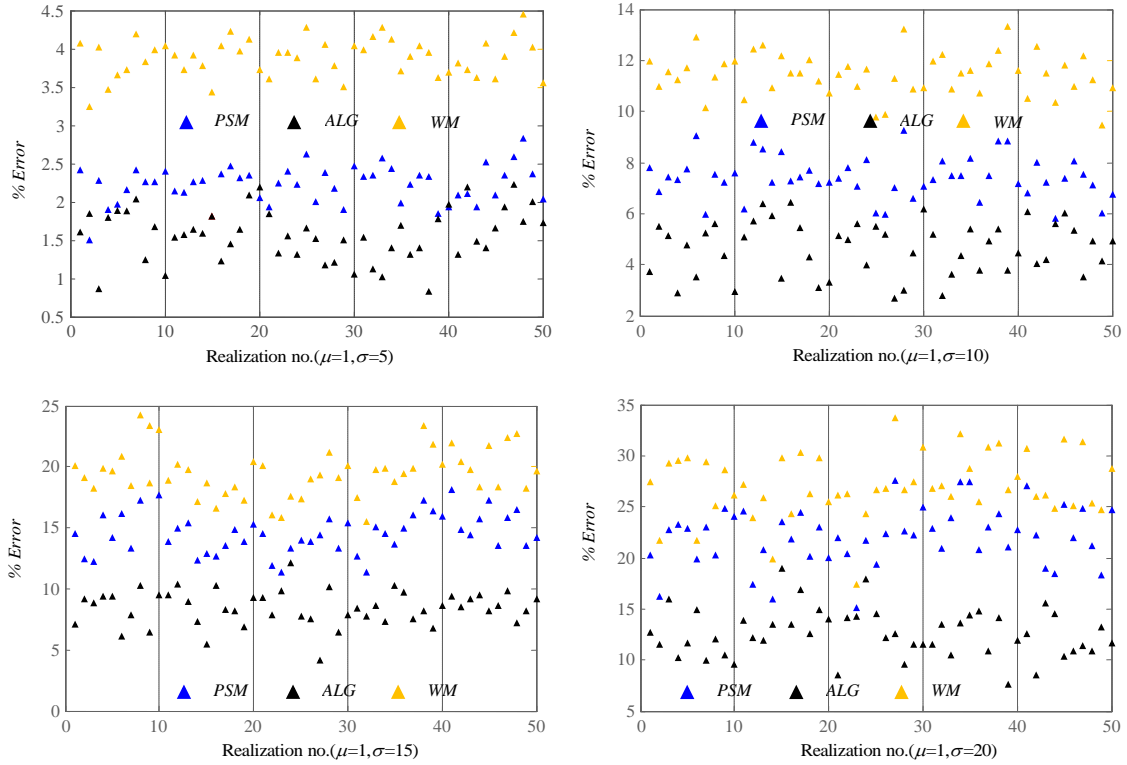 4.5
4
3.5
3
2.5
2
1.5
1
0.5
% Error
PSM ALG WM
0 10 20 30 40 50
Realization no.(μ=1,σ=5)
14
12
10
8
6
4
2
% Error
PSM ALG WM
0 10 20 30 40 50
Realization no.(μ=1,σ=10)
25
20
15
10
5
0
% Error
PSM ALG WM
0 10 20 30 40 50
Realization no.(μ=1,σ=15)
35
30
25
20
15
10
5
% Error
PSM ALG WM
0 10 20 30 40 50
Realization no.(μ=1,σ=20)